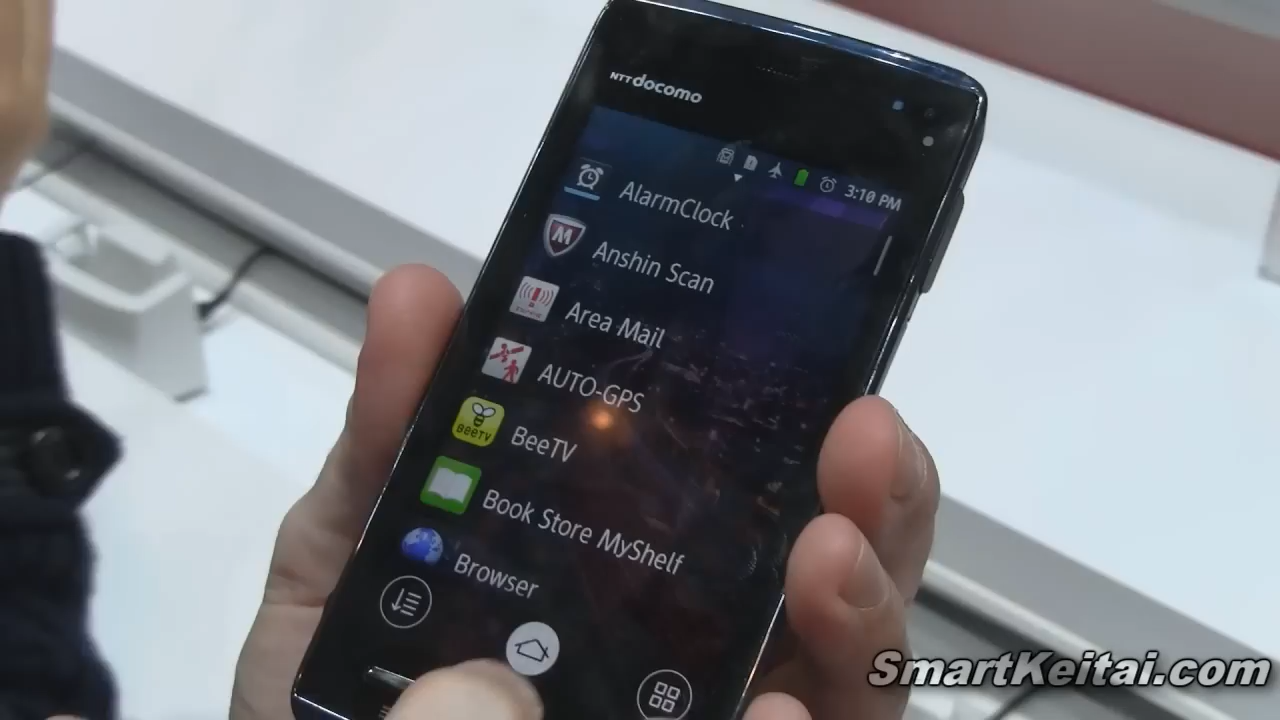 NTT docomo
3:10 PM
AlarmClock
Anshin Scan
Area Mail
AUTO-GPS
BeeTV
BeeTV
Book Store MyShelf
Browser
SmartKeitai.com